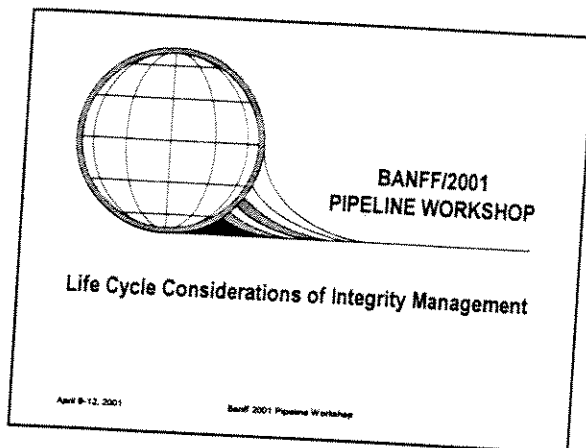 BANFF/2001
PIPELINE WORKSHOP
Life Cycle Considerations of Integrity Management
April 9-12, 2001
Banff 2001 Pipeline Workshop